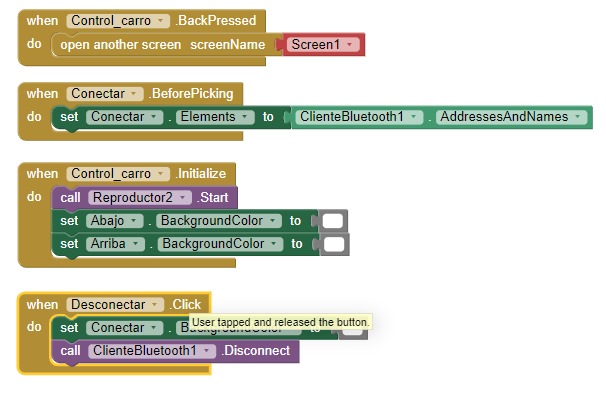 when Control_carro .BackPressed
do open another screen screenName Screen1
when Conectar .BeforePicking
do set Conectar . Elements to ClienteBluetooth1 . AddressesAndNames
when Control_carro .Initialize
do call Reproductor2 .Start
set Abajo . BackgroundColor to
set Arriba . BackgroundColor to
when Desconectar .Click
do set Conectar .
User tapped and released the button.
call ClienteBluetooth1 .Disconnect